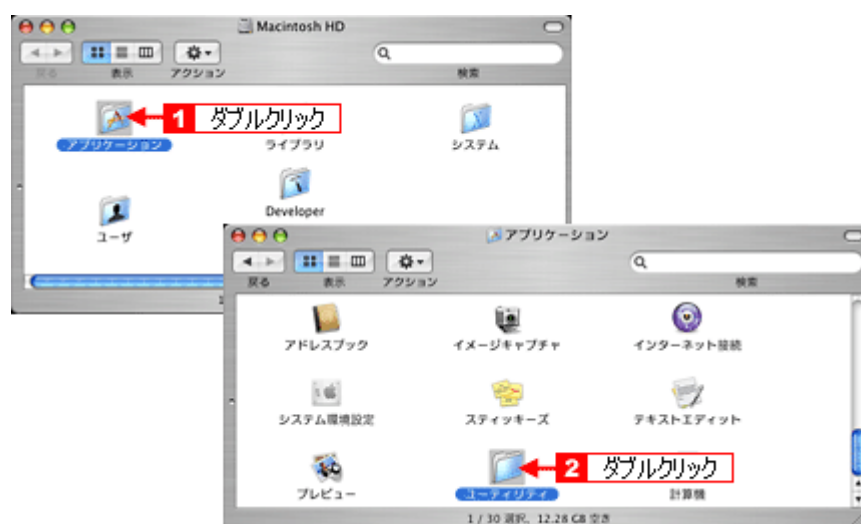 Macintosh HD
戻る 表示 アクション 検索
1 ダブルクリック
アプリケーション ライブラリ システム
ユーザ Developer
アプリケーション
戻る 表示 アクション 検索
アドレスブック イメージキャプチャ インターネット接続
システム環境設定 スティッキーズ テキストエディット
2 ダブルクリック
プレビュー ユーティリティ 計算機
1 / 30 選択、12.28 GB 空き